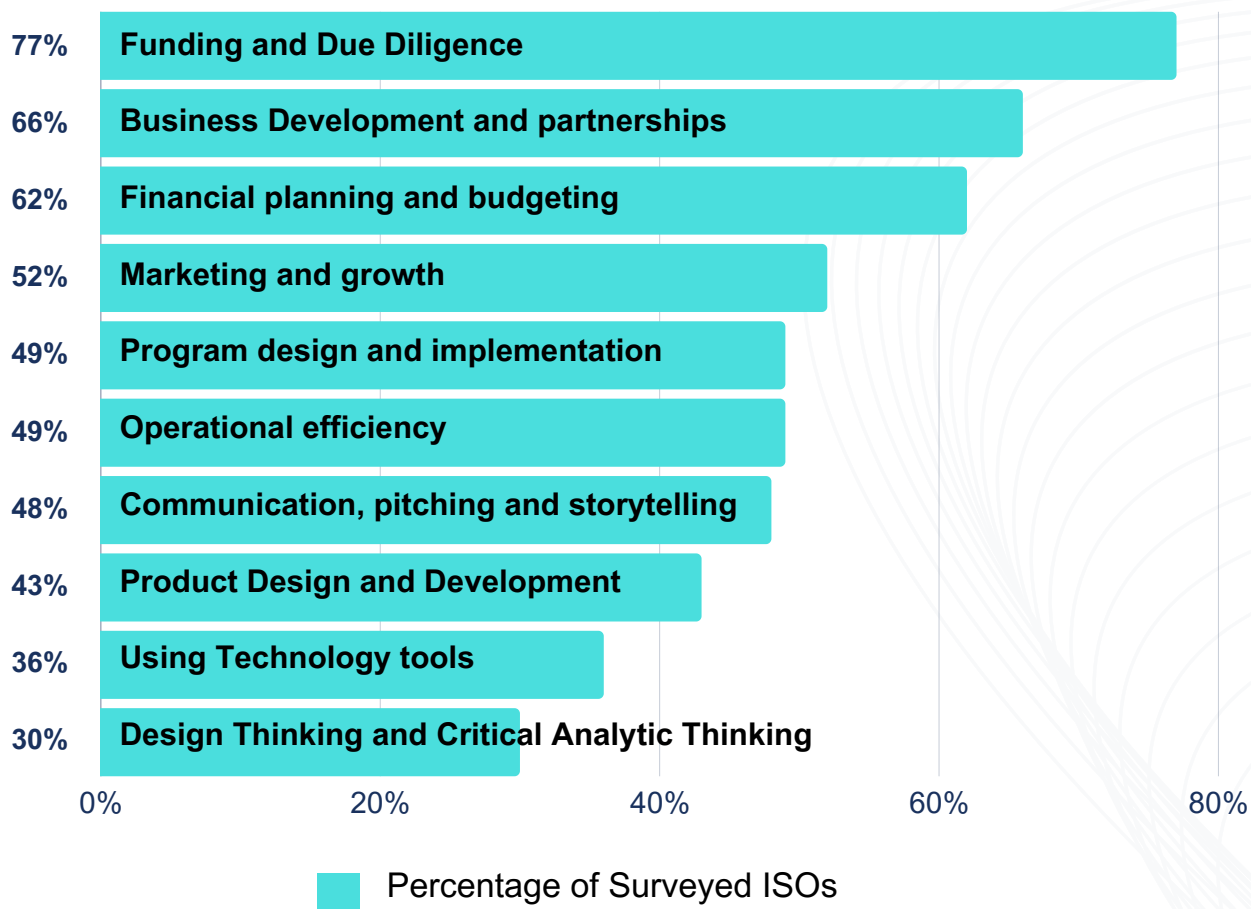 77% Funding and Due Diligence
66% Business Development and partnerships
62% Financial planning and budgeting
52% Marketing and growth
49% Program design and implementation
49% Operational efficiency
48% Communication, pitching and storytelling
43% Product Design and Development
36% Using Technology tools
30% Design Thinking and Critical Analytic Thinking
0% 20% 40% 60% 80%
Percentage of Surveyed ISOs